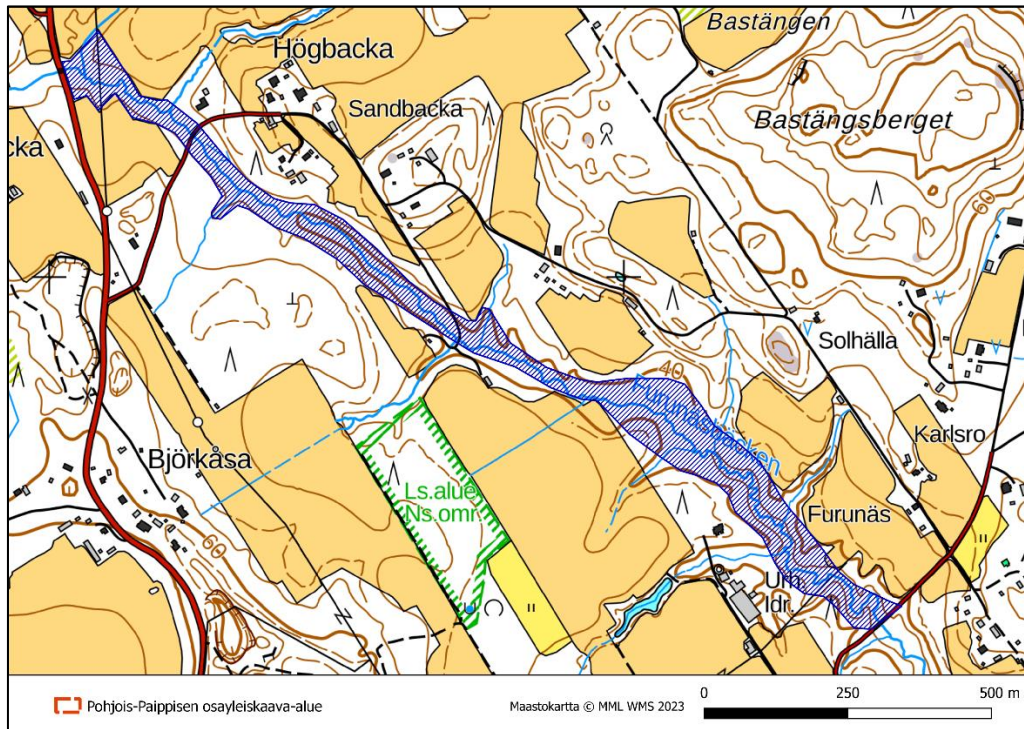 Bastängen
Högbacka
Sandbacka
Bastängsberget
cka
60
Solhälla
40
Furunäsbäcken
Karlsro
Björkåsa
Ls.alue
Ns.omr.
Furunäs
60
Urh.
Idr.
Pohjois-Paippisen osayleiskaava-alue
Maastokartta © MML WMS 2023
0 250 500 m